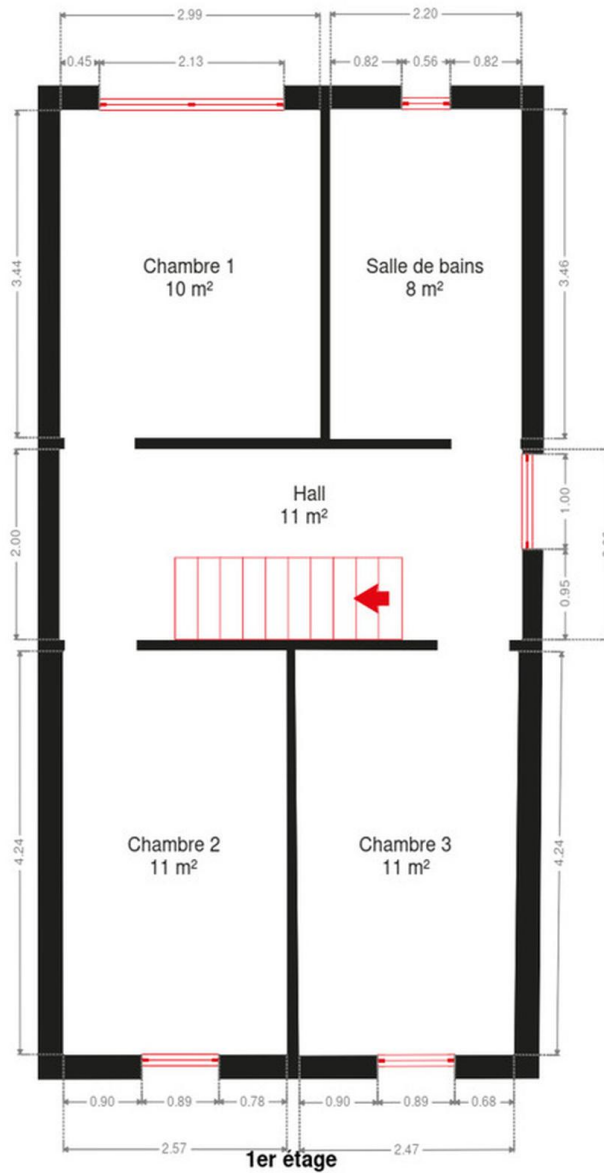 2.99
2.20
0.45
2.13
0.82
0.56
0.82
3.44
3.46
Chambre 1
10 m²
Salle de bains
8 m²
Hall
11 m²
2.00
1.00
0.95
4.24
4.24
Chambre 2
11 m²
Chambre 3
11 m²
0.90
0.89
0.78
0.90
0.89
0.68
2.57
2.47
1er étage